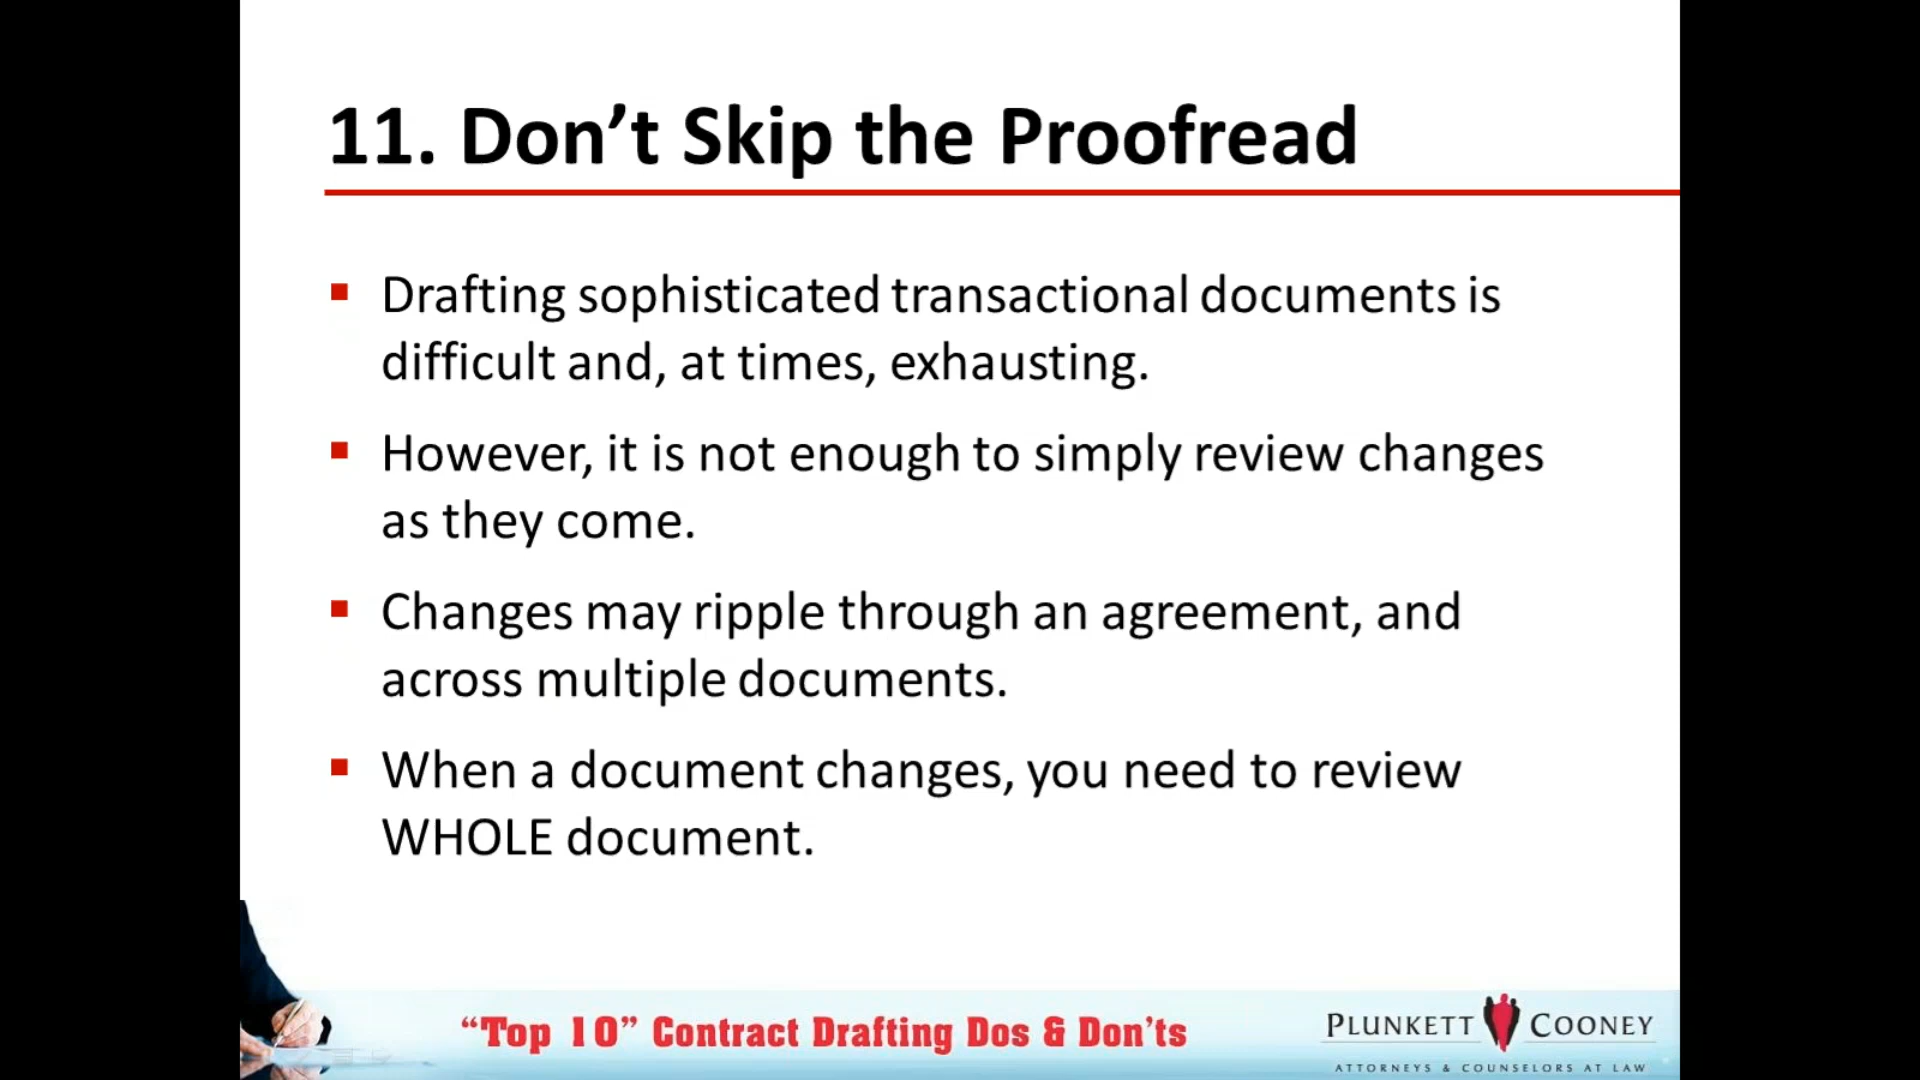 11. Don’t Skip the Proofread
Drafting sophisticated transactional documents is
difficult and, at times, exhausting.
However, it is not enough to simply review changes
as they come.
Changes may ripple through an agreement, and
across multiple documents.
When a document changes, you need to review
WHOLE document.
“Top 10” Contract Drafting Dos & Don’ts
PLUNKETT COONEY
ATTORNEYS & COUNSELORS AT LAW